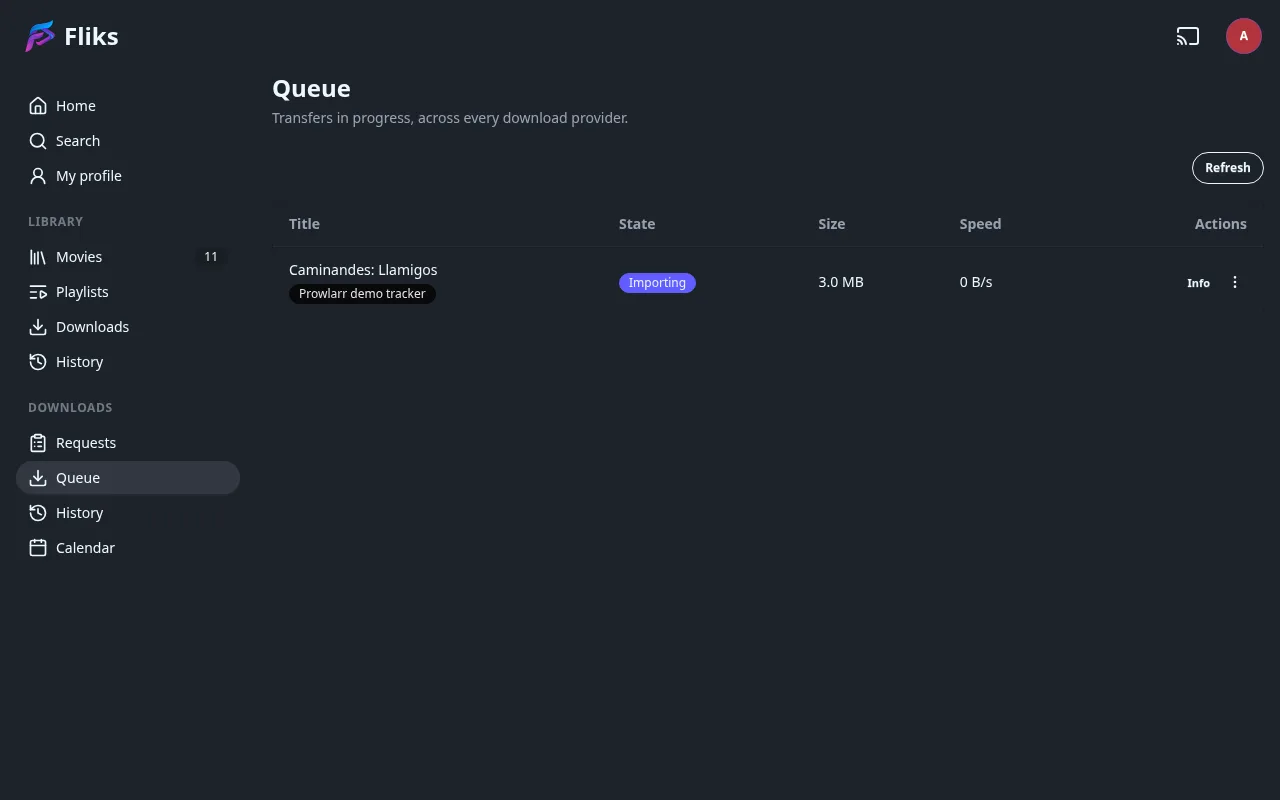 Fliks
A
Home
Search
My profile
LIBRARY
Movies 11
Playlists
Downloads
History
DOWNLOADS
Requests
Queue
History
Calendar
Queue
Transfers in progress, across every download provider.
Refresh
Title State Size Speed Actions
Caminandes: Llamigos
Prowlarr demo tracker
Importing 3.0 MB 0 B/s Info